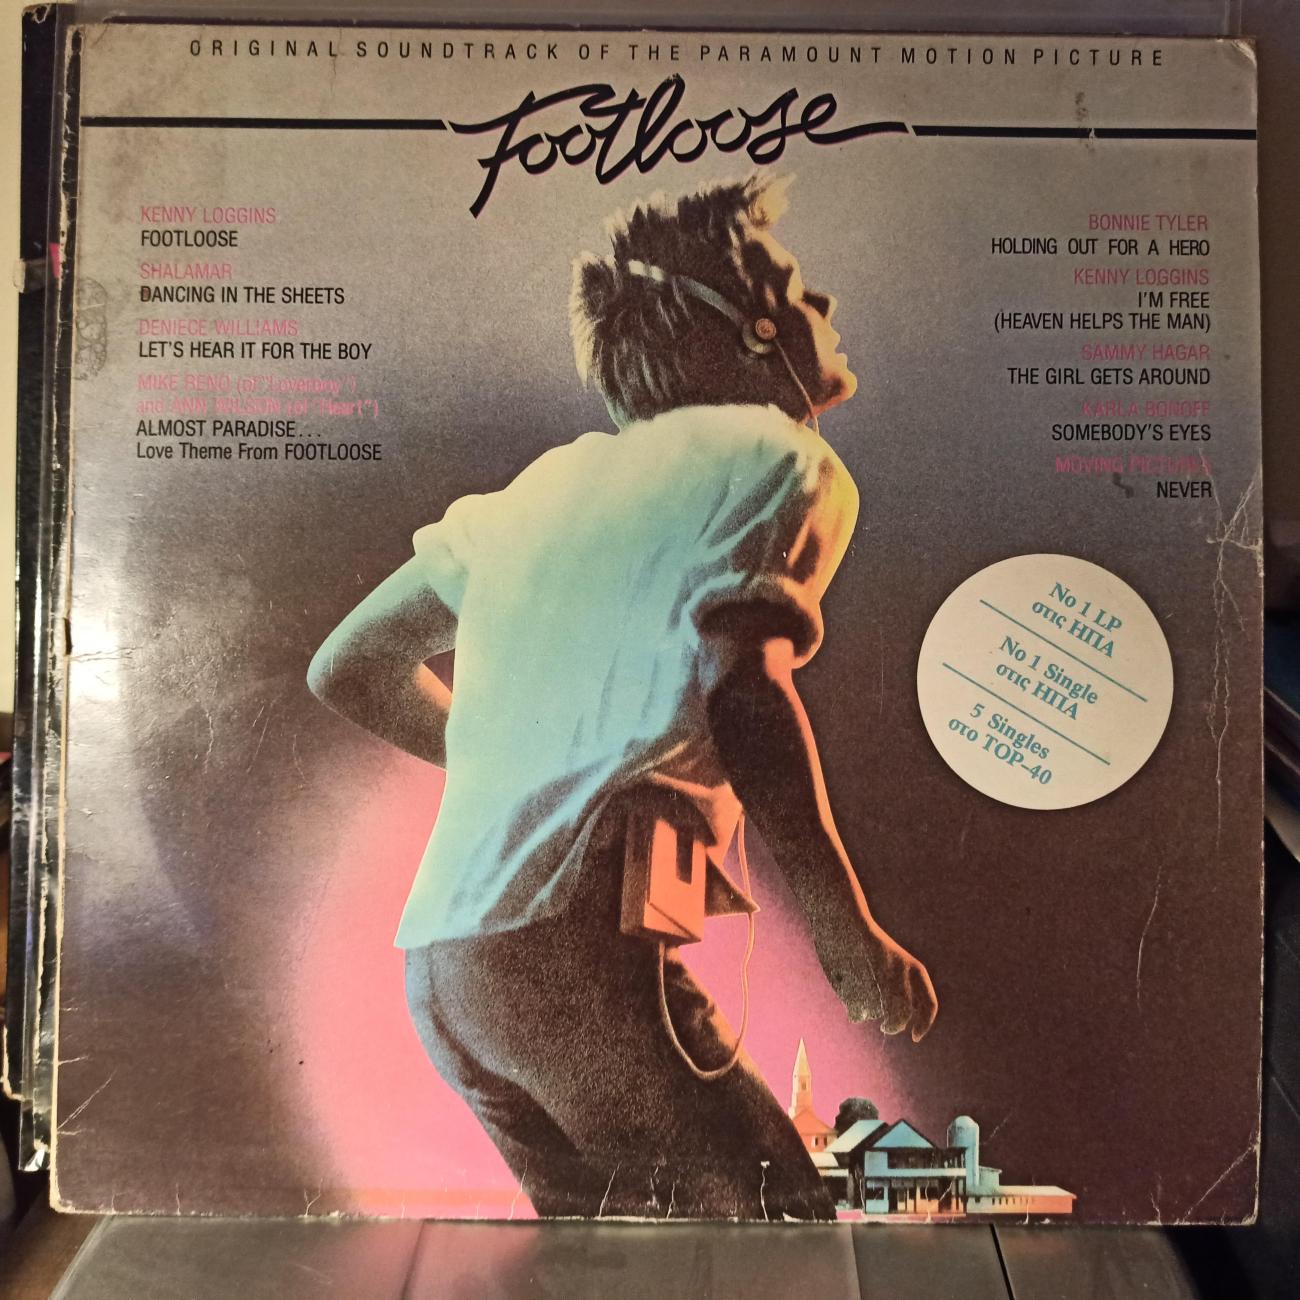 ORIGINAL SOUNDTRACK OF THE PARAMOUNT MOTION PICTURE
Footloose
KENNY LOGGINS
FOOTLOOSE
SHALAMAR
DANCING IN THE SHEETS
DENIECE WILLIAMS
LET'S HEAR IT FOR THE BOY
MIKE RENO (of "Loverboy")
and ANN WILSON (of "Heart")
ALMOST PARADISE...
Love Theme From FOOTLOOSE
BONNIE TYLER
HOLDING OUT FOR A HERO
KENNY LOGGINS
I'M FREE
(HEAVEN HELPS THE MAN)
SAMMY HAGAR
THE GIRL GETS AROUND
KARLA BONOFF
SOMEBODY'S EYES
MOVING PICTURES
NEVER
No 1 LP
στις ΗΠΑ
No 1 Single
στις ΗΠΑ
5 Singles
στο TOP-40